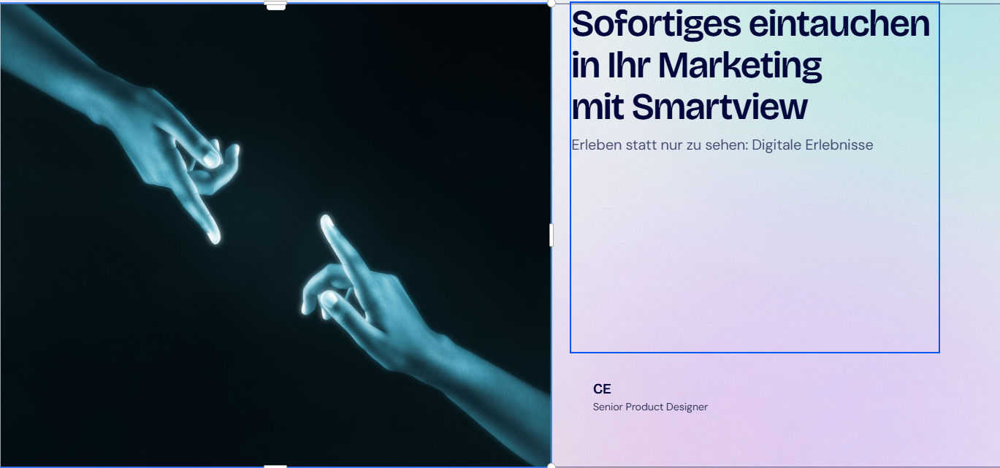 Sofortiges eintauchen
in Ihr Marketing
mit Smartview
Erleben statt nur zu sehen: Digitale Erlebnisse
CE
Senior Product Designer